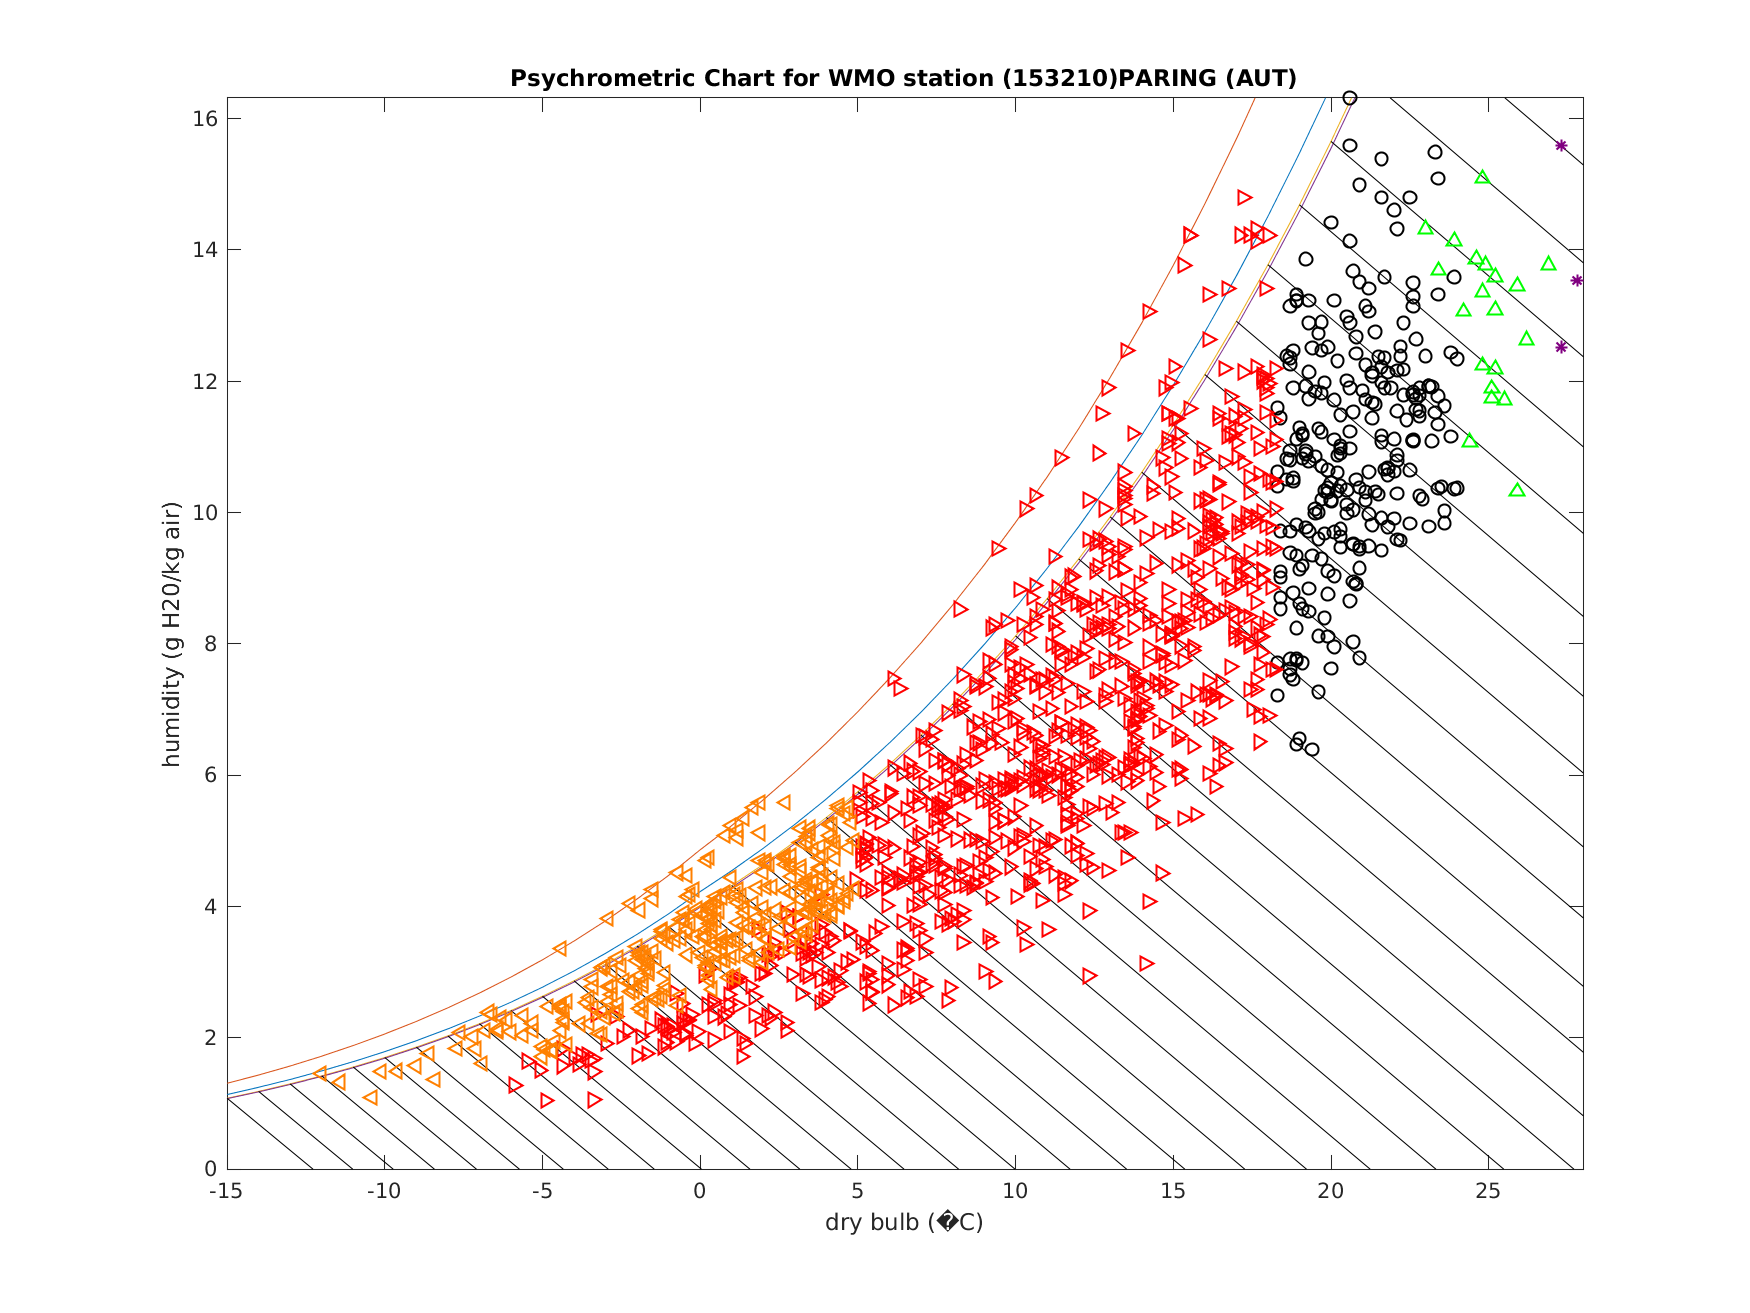 Psychrometric Chart for WMO station (153210)PARING (AUT)
humidity (g H20/kg air)
16
14
12
10
8
6
4
2
0
-15 -10 -5 0 5 10 15 20 25
dry bulb (�C)